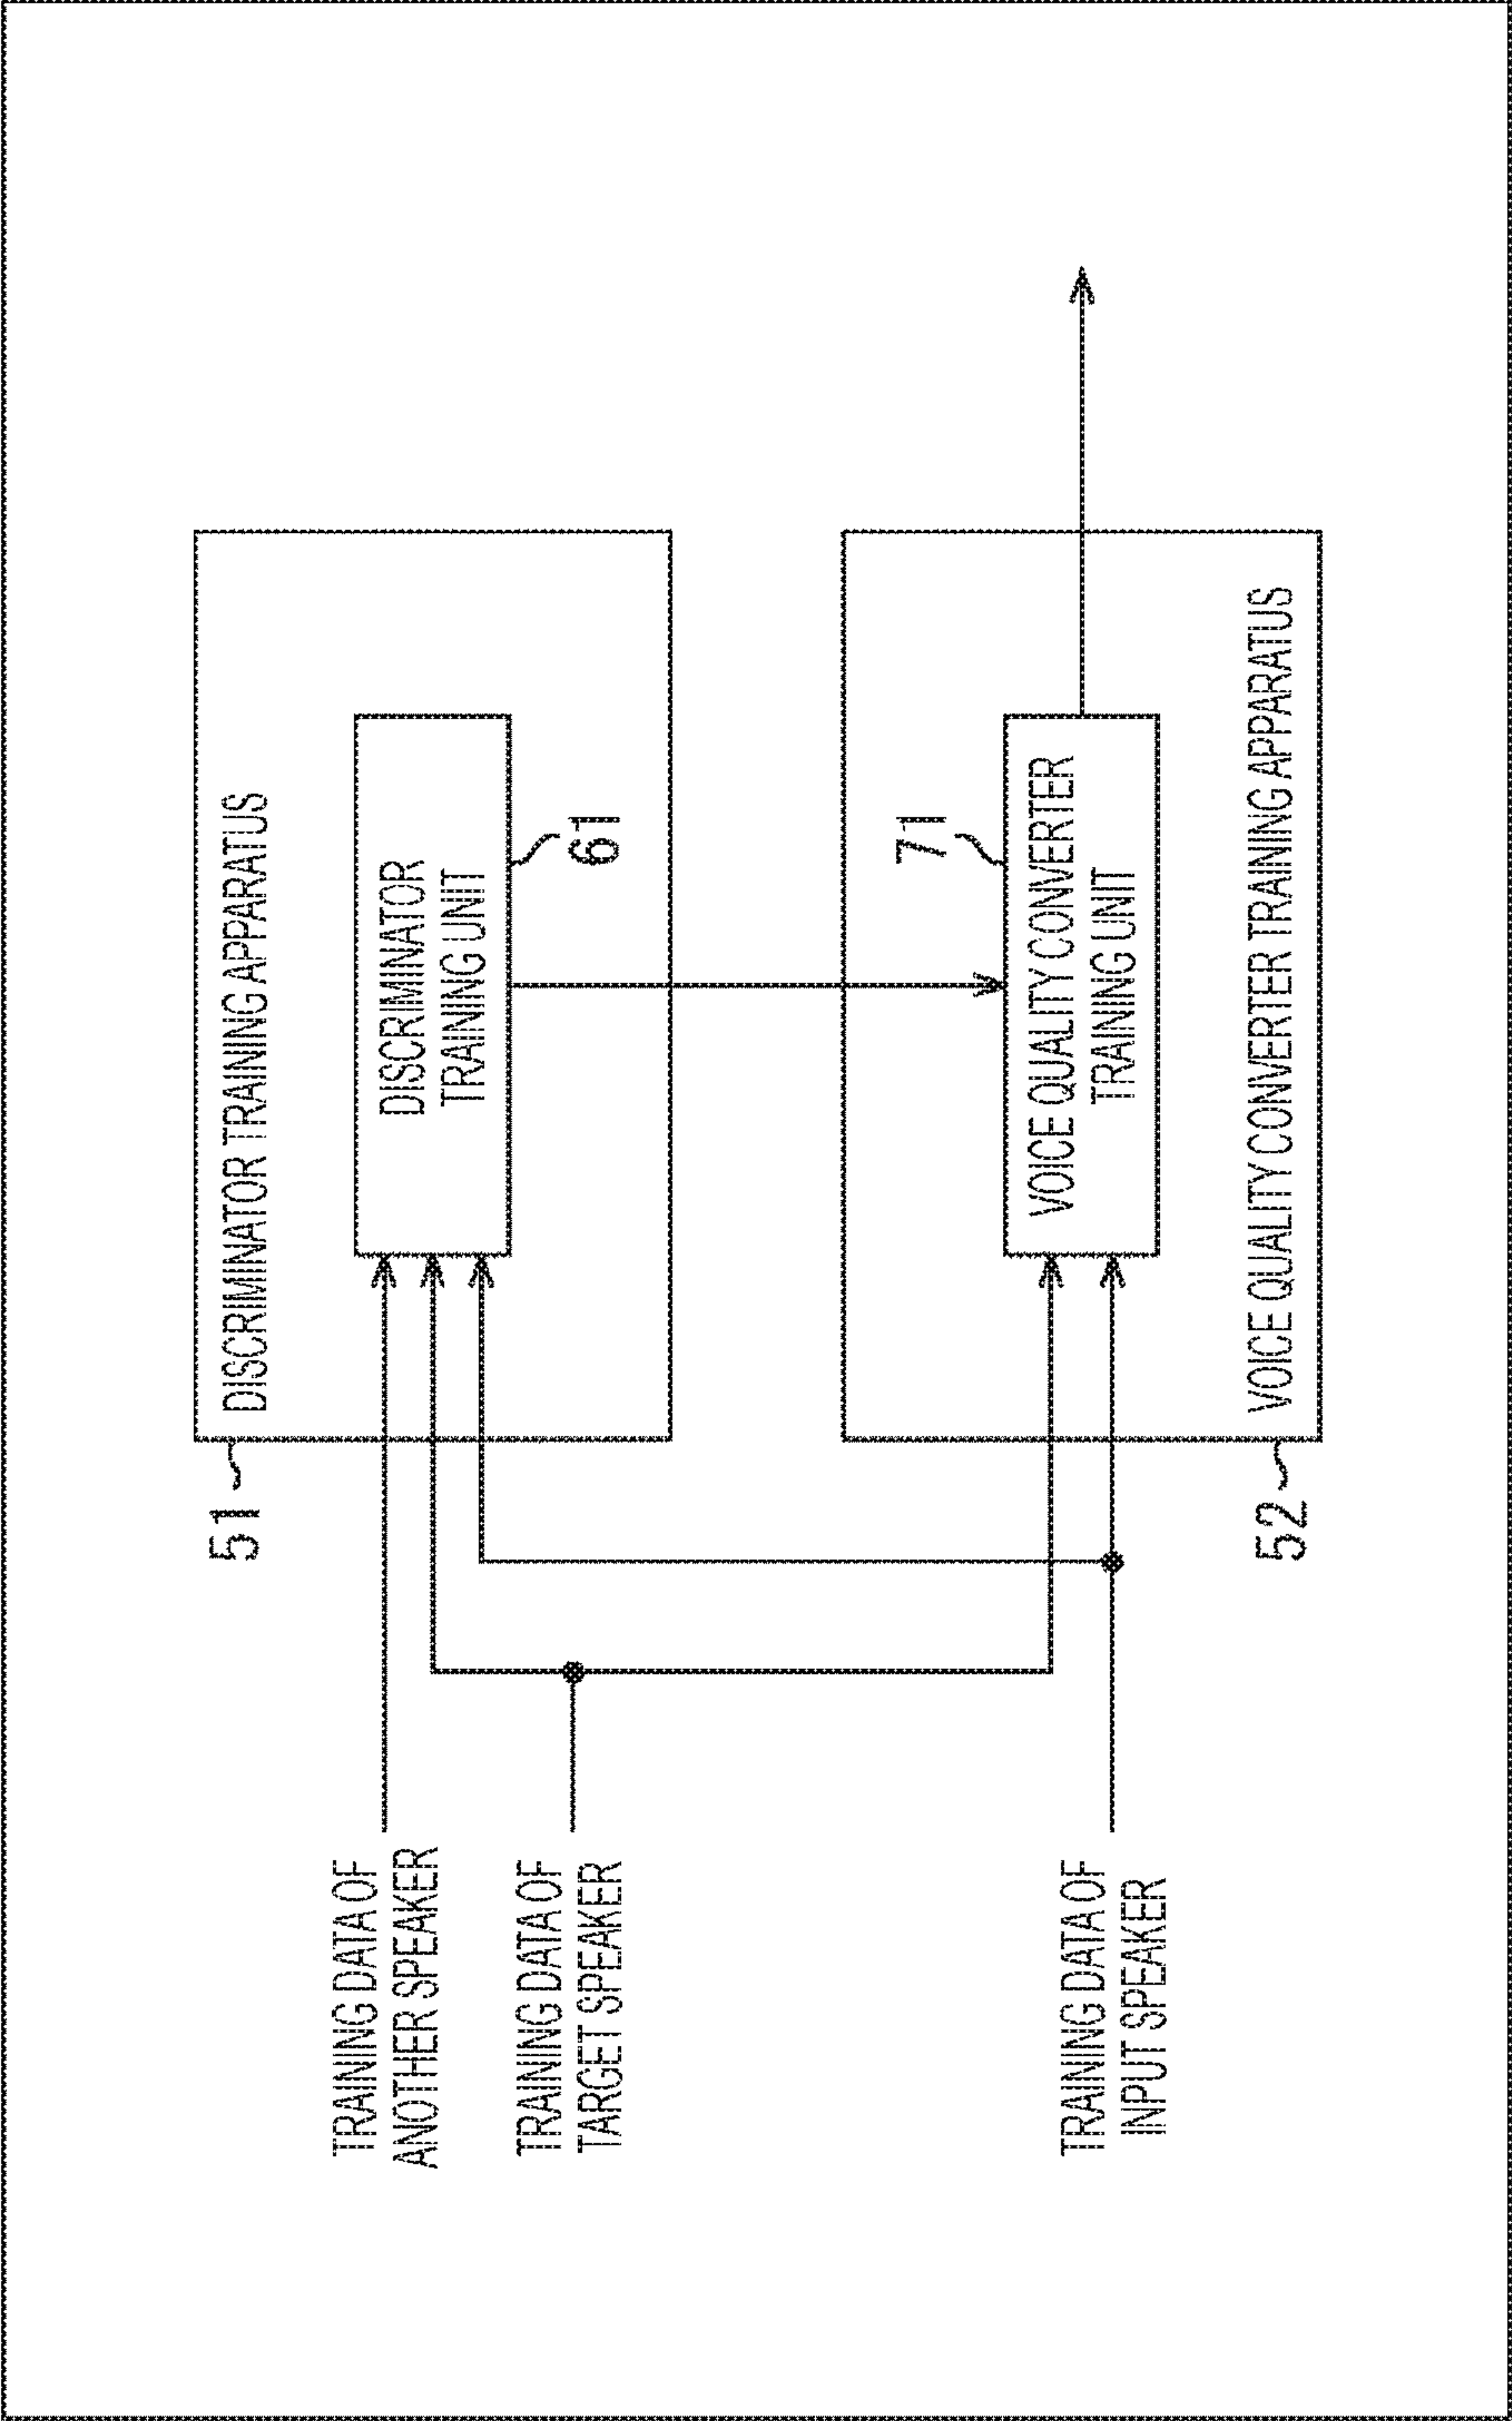 51
DISCRIMINATOR TRAINING APPARATUS
TRAINING DATA OF
ANOTHER SPEAKER
DISCRIMINATOR
TRAINING UNIT
TRAINING DATA OF
TARGET SPEAKER
61
71
VOICE QUALITY CONVERTER
TRAINING UNIT
TRAINING DATA OF
INPUT SPEAKER
VOICE QUALITY CONVERTER TRAINING APPARATUS
52